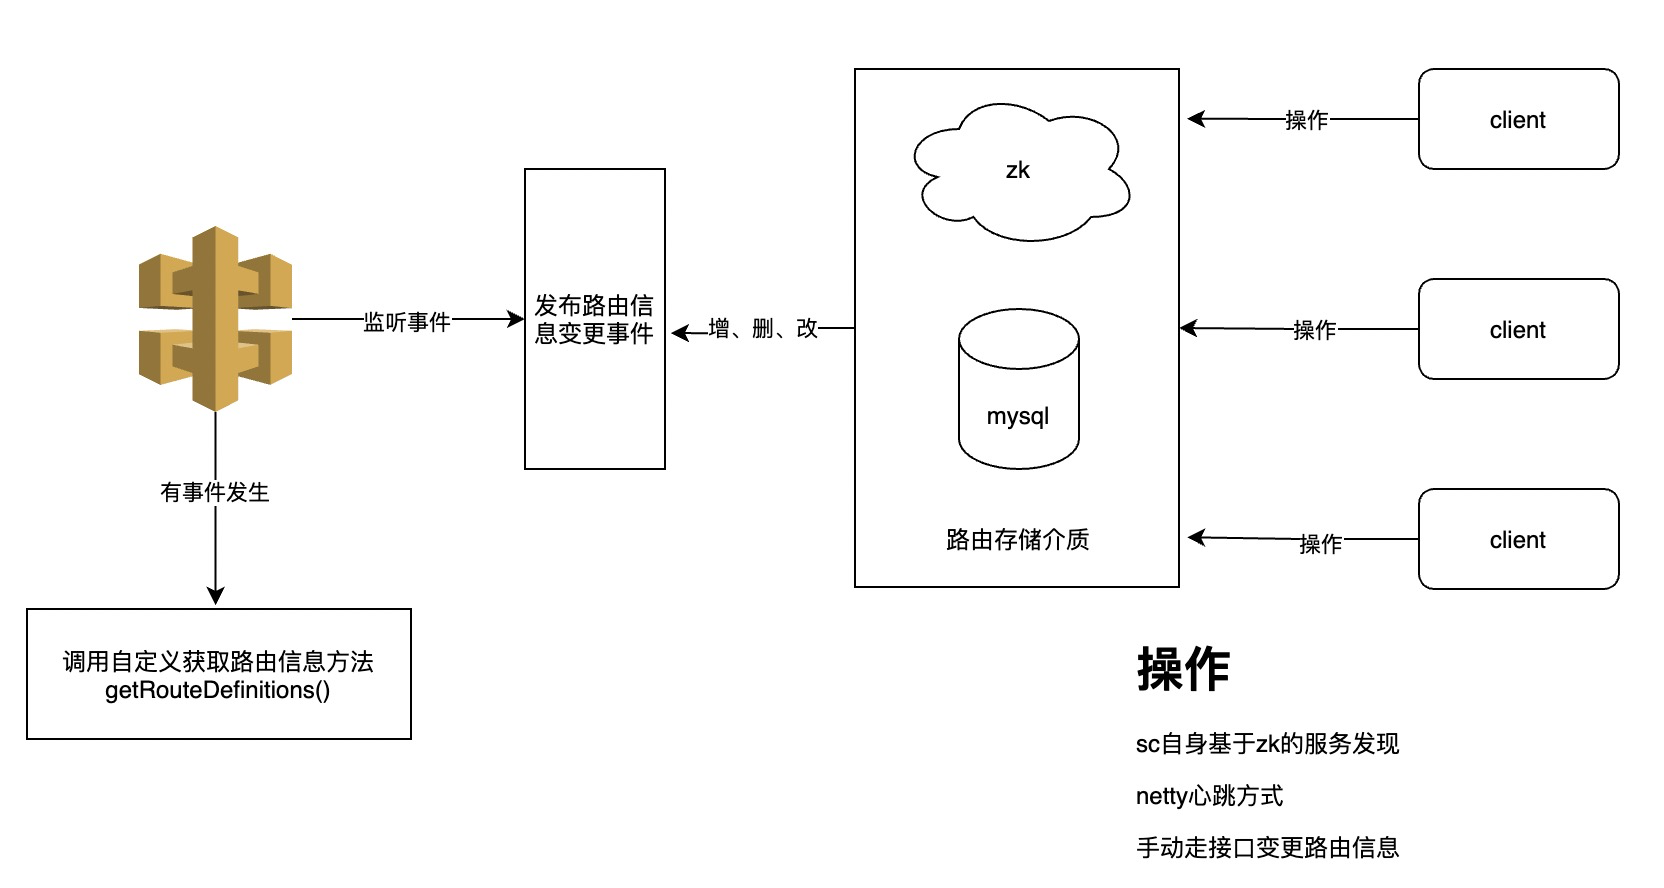 zk
操作
client
监听事件
发布路由信
息变更事件
增、删、改
操作
client
mysql
有事件发生
路由存储介质
操作
client
调用自定义获取路由信息方法
getRouteDefinitions()
操作
sc自身基于zk的服务发现
netty心跳方式
手动走接口变更路由信息